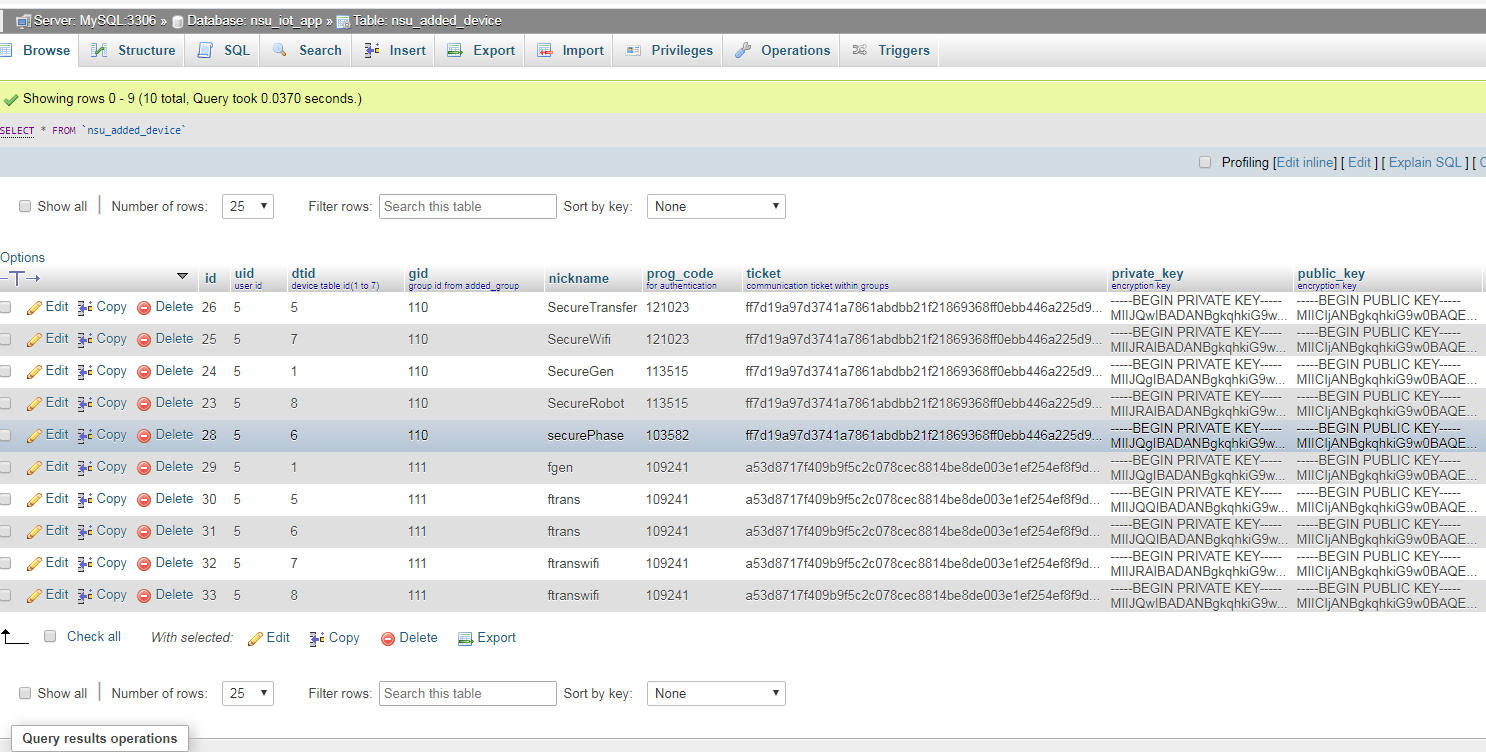 Server: MySQL:3306 » Database: nsu_iot_app » Table: nsu_added_device
Browse Structure SQL Search Insert Export Import Privileges Operations Triggers
Showing rows 0 - 9 (10 total, Query took 0.0370 seconds.)
SELECT * FROM `nsu_added_device`
Profiling [Edit inline] [ Edit ] [ Explain SQL ] [
Show all | Number of rows: 25 Filter rows: Search this table Sort by key: None
Options
id uid dtid gid nickname prog_code ticket private_key public_key
user id device table id(1 to 7) group id from added_group for authentication communication ticket within groups encryption key encryption key
Edit Copy Delete 26 5 5 110 SecureTransfer 121023 ff7d19a97d3741a7861abdbb21f21869368ff0ebb446a225d9... -----BEGIN PRIVATE KEY----- -----BEGIN PUBLIC KEY-----
MIIJQwIBADANBgkqhkiG9w... MIICIjANBgkqhkiG9w0BAQE...
Edit Copy Delete 25 5 7 110 SecureWifi 121023 ff7d19a97d3741a7861abdbb21f21869368ff0ebb446a225d9... -----BEGIN PRIVATE KEY----- -----BEGIN PUBLIC KEY-----
MIIJRAIBADANBgkqhkiG9w... MIICIjANBgkqhkiG9w0BAQE...
Edit Copy Delete 24 5 1 110 SecureGen 113515 ff7d19a97d3741a7861abdbb21f21869368ff0ebb446a225d9... -----BEGIN PRIVATE KEY----- -----BEGIN PUBLIC KEY-----
MIIJQgIBADANBgkqhkiG9w... MIICIjANBgkqhkiG9w0BAQE...
Edit Copy Delete 23 5 8 110 SecureRobot 113515 ff7d19a97d3741a7861abdbb21f21869368ff0ebb446a225d9... -----BEGIN PRIVATE KEY----- -----BEGIN PUBLIC KEY-----
MIIJRAIBADANBgkqhkiG9w... MIICIjANBgkqhkiG9w0BAQE...
Edit Copy Delete 28 5 6 110 securePhase 103582 ff7d19a97d3741a7861abdbb21f21869368ff0ebb446a225d9... -----BEGIN PRIVATE KEY----- -----BEGIN PUBLIC KEY-----
MIIJQgIBADANBgkqhkiG9w... MIICIjANBgkqhkiG9w0BAQE...
Edit Copy Delete 29 5 1 111 fgen 109241 a53d8717f409b9f5c2c078cec8814be8de003e1ef254ef8f9d... -----BEGIN PRIVATE KEY----- -----BEGIN PUBLIC KEY-----
MIIJQgIBADANBgkqhkiG9w... MIICIjANBgkqhkiG9w0BAQE...
Edit Copy Delete 30 5 5 111 ftrans 109241 a53d8717f409b9f5c2c078cec8814be8de003e1ef254ef8f9d... -----BEGIN PRIVATE KEY----- -----BEGIN PUBLIC KEY-----
MIIJQQIBADANBgkqhkiG9w... MIICIjANBgkqhkiG9w0BAQE...
Edit Copy Delete 31 5 6 111 ftrans 109241 a53d8717f409b9f5c2c078cec8814be8de003e1ef254ef8f9d... -----BEGIN PRIVATE KEY----- -----BEGIN PUBLIC KEY-----
MIIJQQIBADANBgkqhkiG9w... MIICIjANBgkqhkiG9w0BAQE...
Edit Copy Delete 32 5 7 111 ftranswifi 109241 a53d8717f409b9f5c2c078cec8814be8de003e1ef254ef8f9d... -----BEGIN PRIVATE KEY----- -----BEGIN PUBLIC KEY-----
MIIJRAIBADANBgkqhkiG9w... MIICIjANBgkqhkiG9w0BAQE...
Edit Copy Delete 33 5 8 111 ftranswifi 109241 a53d8717f409b9f5c2c078cec8814be8de003e1ef254ef8f9d... -----BEGIN PRIVATE KEY----- -----BEGIN PUBLIC KEY-----
MIIJQwIBADANBgkqhkiG9w... MIICIjANBgkqhkiG9w0BAQE...
Check all With selected: Edit Copy Delete Export
Show all | Number of rows: 25 Filter rows: Search this table Sort by key: None
Query results operations